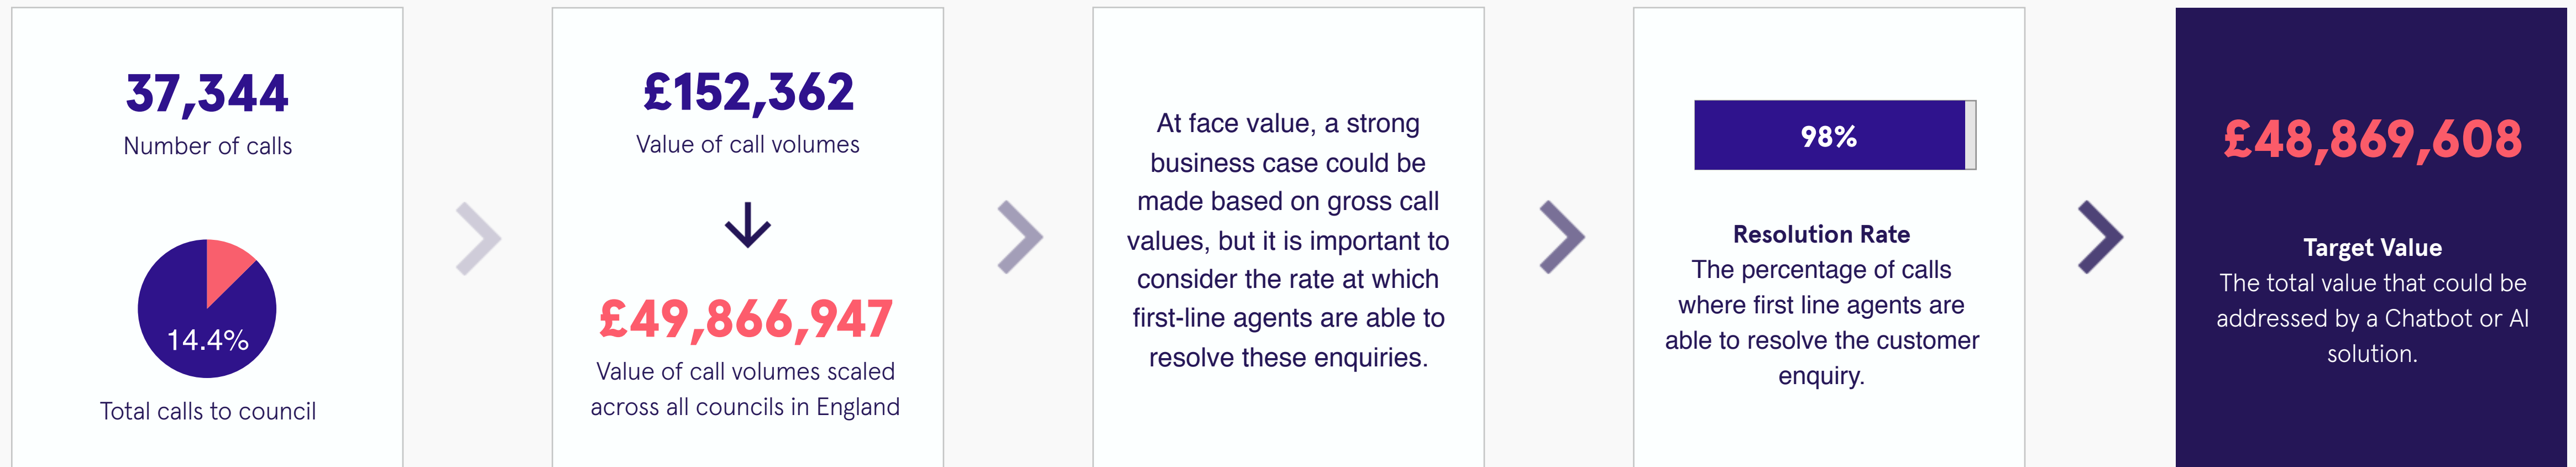 37,344
Number of calls
14.4%
Total calls to council
£152,362
Value of call volumes
£49,866,947
Value of call volumes scaled
across all councils in England
At face value, a strong
business case could be
made based on gross call
values, but it is important to
consider the rate at which
first-line agents are able to
resolve these enquiries.
98%
Resolution Rate
The percentage of calls
where first line agents are
able to resolve the customer
enquiry.
£48,869,608
Target Value
The total value that could be
addressed by a Chatbot or AI
solution.